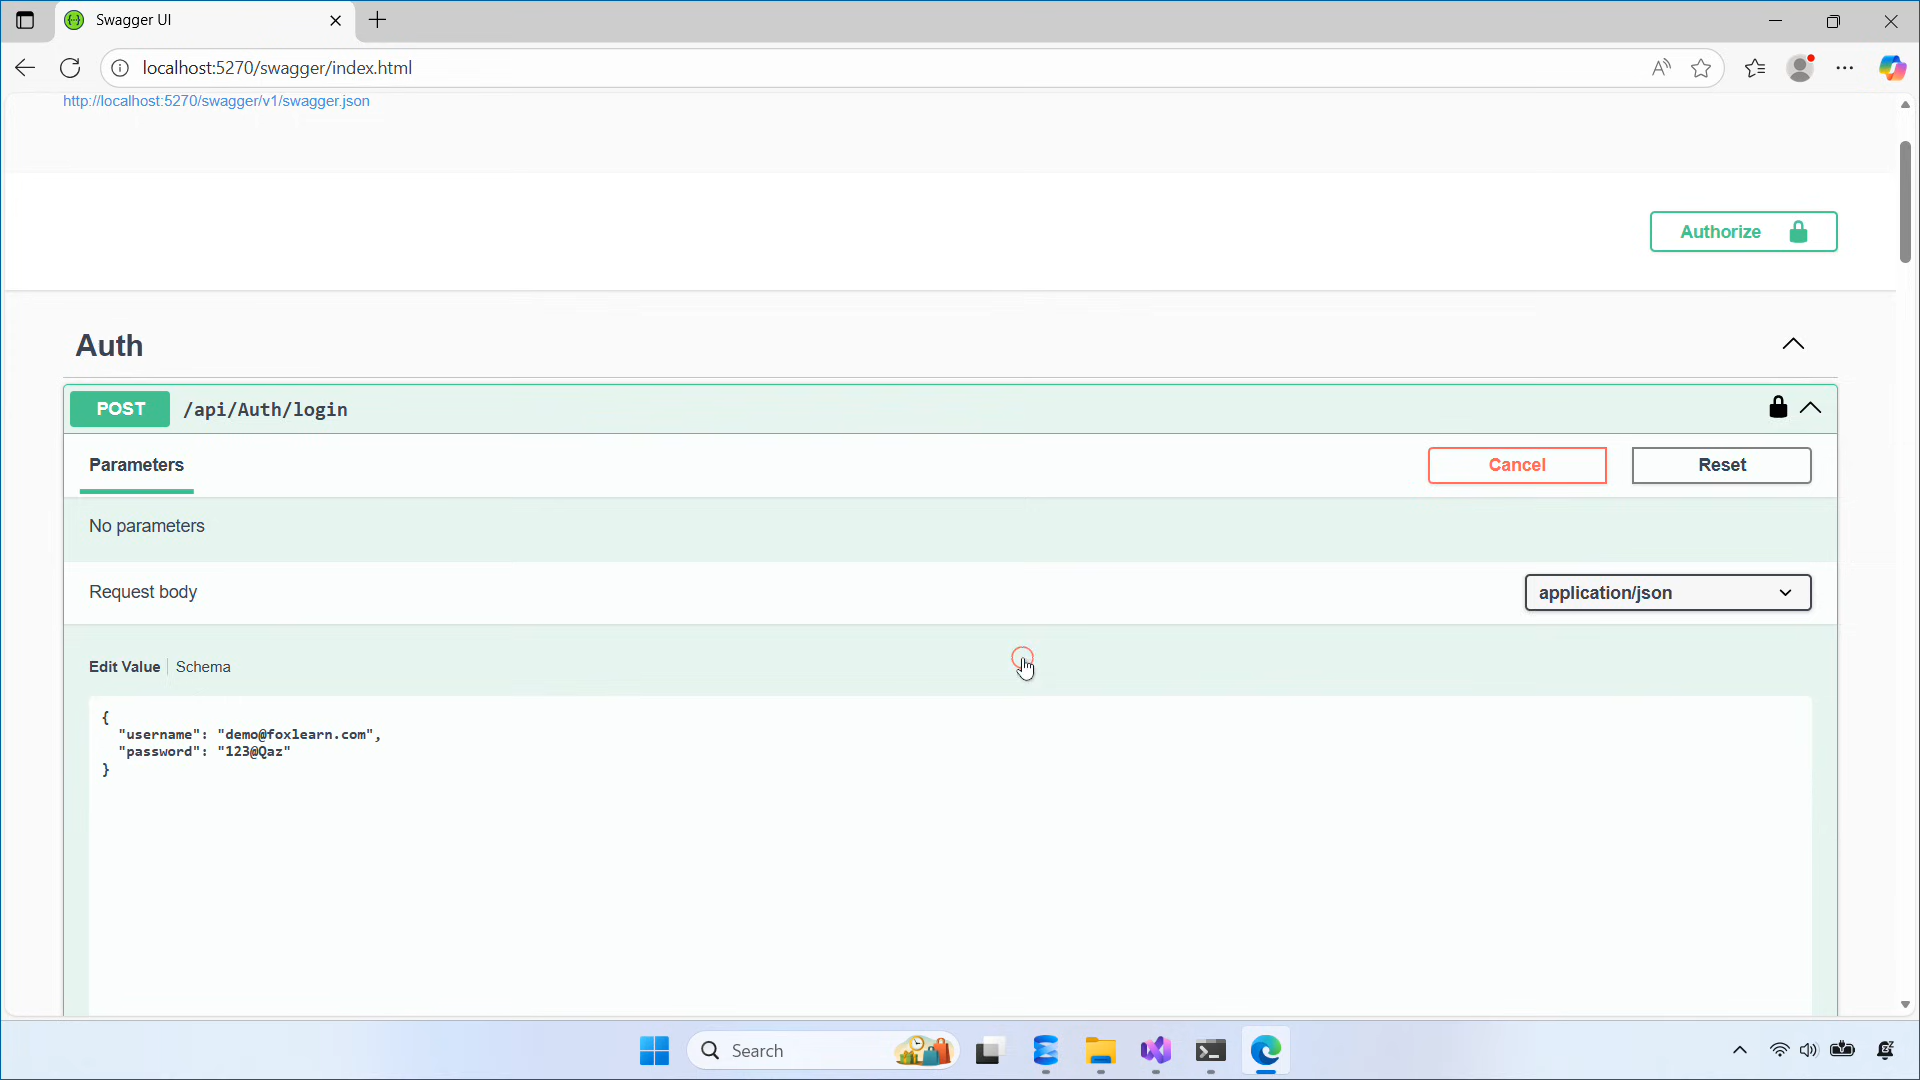 Swagger UI
localhost:5270/swagger/index.html
http://localhost:5270/swagger/v1/swagger.json
Authorize
Auth
POST /api/Auth/login
Parameters
Cancel
Reset
No parameters
Request body
application/json
Edit Value | Schema
{
  "username": "demo@foxlearn.com",
  "password": "123@Qaz"
}
Search